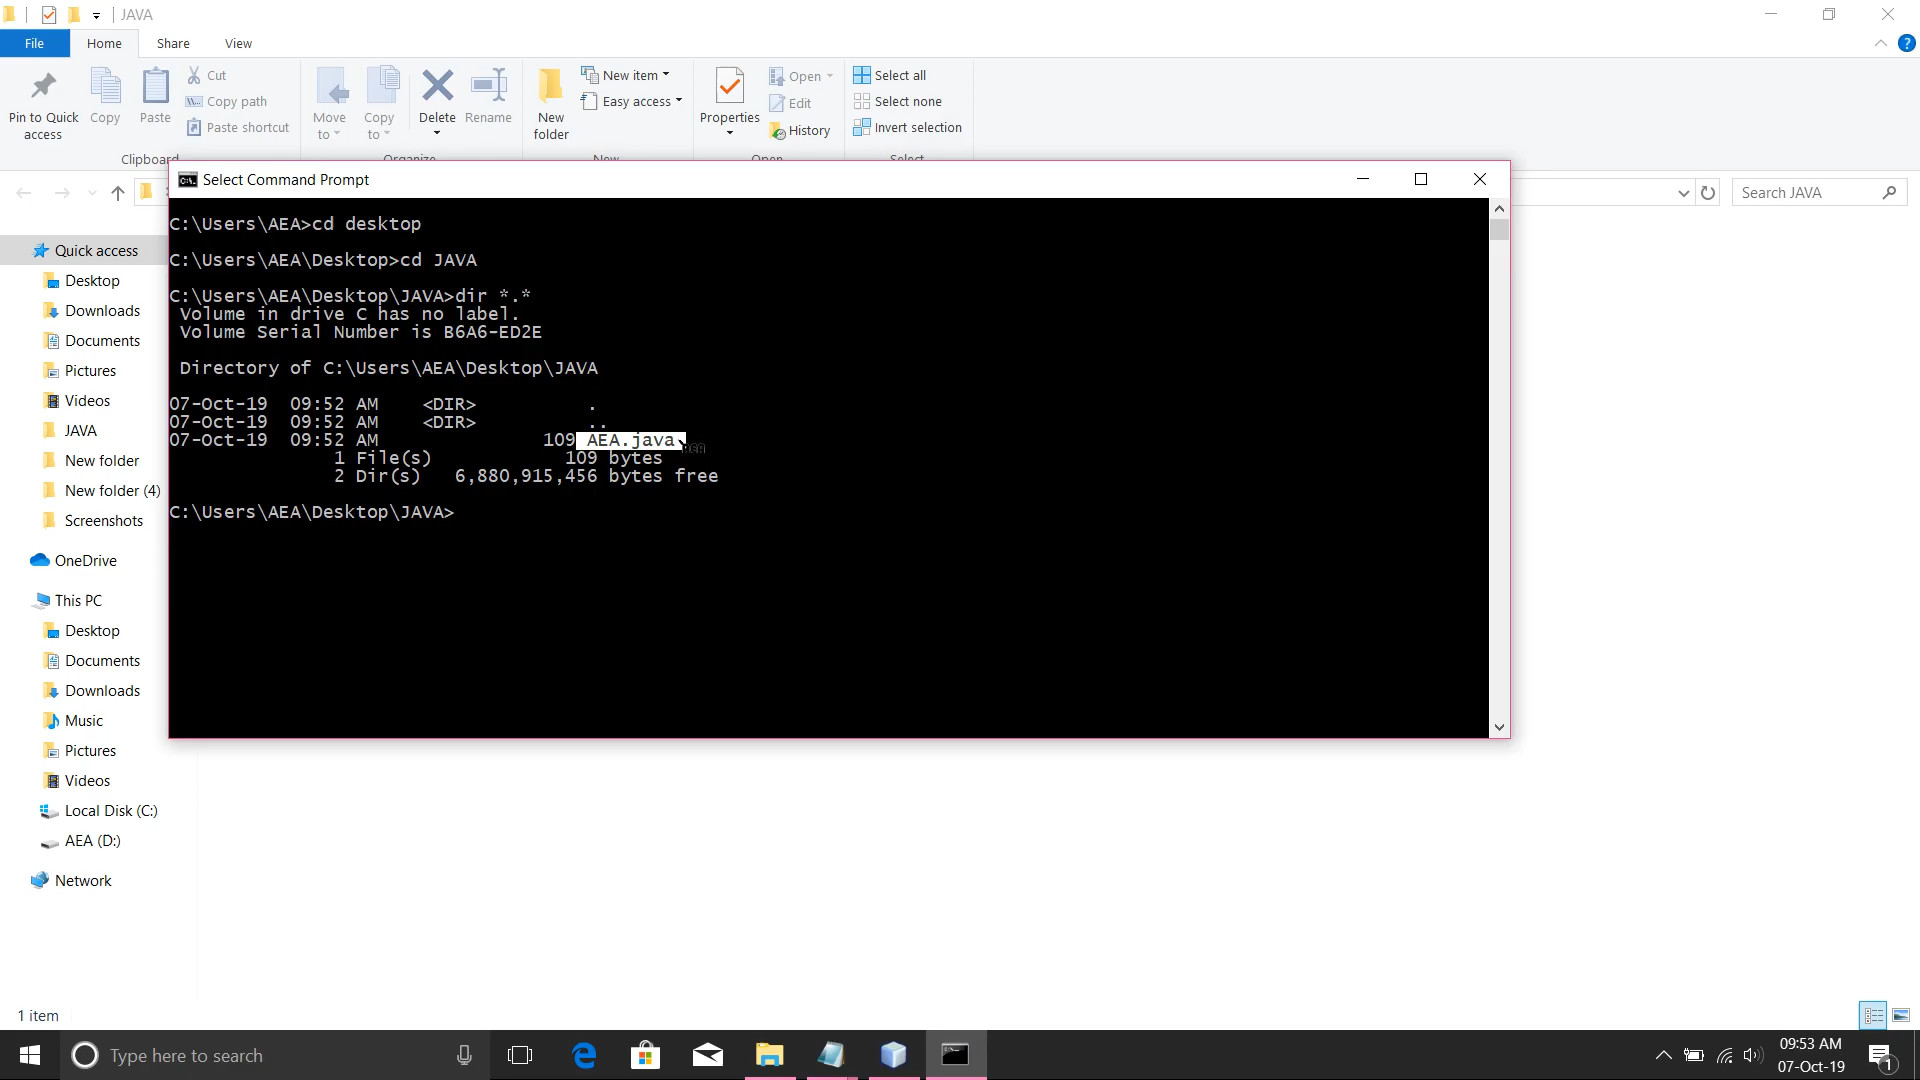 JAVA
File Home Share View
Pin to Quick access
Copy
Paste
Cut
Copy path
Paste shortcut
Move to
Copy to
Delete
Rename
New folder
New item
Easy access
Properties
Open
Edit
History
Select all
Select none
Invert selection
Clipboard Organize New Open Select
Search JAVA
Select Command Prompt
C:\Users\AEA>cd desktop
C:\Users\AEA\Desktop>cd JAVA
C:\Users\AEA\Desktop\JAVA>dir *.*
Volume in drive C has no label.
Volume Serial Number is B6A6-ED2E
Directory of C:\Users\AEA\Desktop\JAVA
07-Oct-19 09:52 AM <DIR> .
07-Oct-19 09:52 AM <DIR> ..
07-Oct-19 09:52 AM 109 AEA.java
1 File(s) 109 bytes
2 Dir(s) 6,880,915,456 bytes free
C:\Users\AEA\Desktop\JAVA>
Quick access
Desktop
Downloads
Documents
Pictures
Videos
JAVA
New folder
New folder (4)
Screenshots
OneDrive
This PC
Desktop
Documents
Downloads
Music
Pictures
Videos
Local Disk (C:)
AEA (D:)
Network
1 item
Type here to search
09:53 AM
07-Oct-19
1